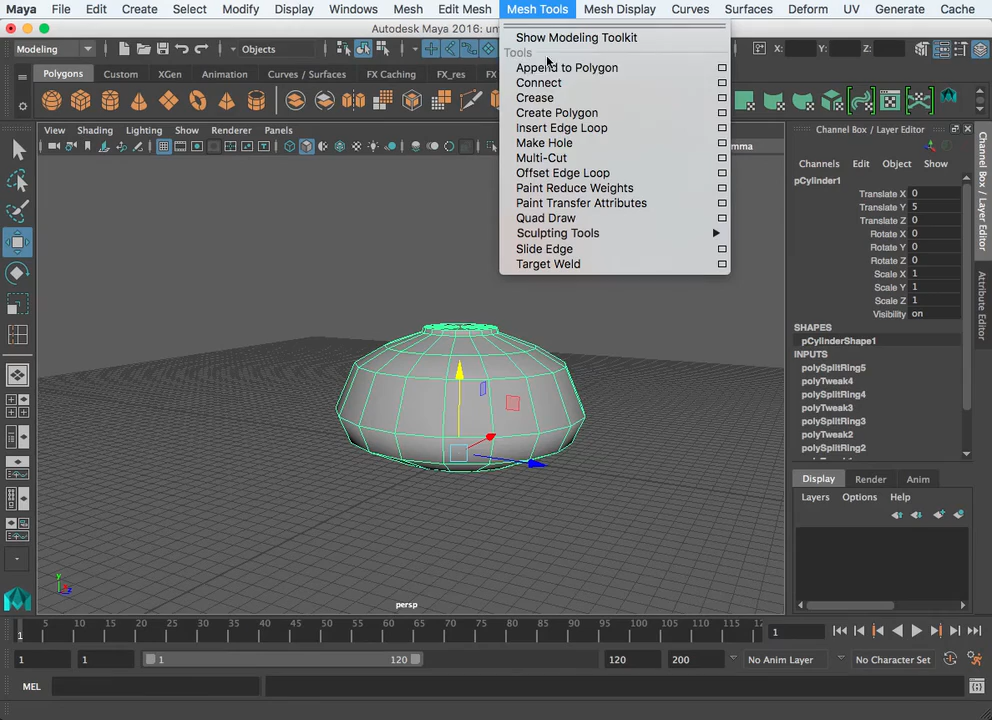 Maya File Edit Create Select Modify Display Windows Mesh Edit Mesh Mesh Tools Mesh Display Curves Surfaces Deform UV Generate Cache
Autodesk Maya 2016: unt
Modeling Objects X: Y: Z:
Polygons Custom XGen Animation Curves / Surfaces FX Caching FX_res FX
Show Modeling Toolkit
Tools
Append to Polygon
Connect
Crease
Create Polygon
Insert Edge Loop
Make Hole
Multi-Cut
Offset Edge Loop
Paint Reduce Weights
Paint Transfer Attributes
Quad Draw
Sculpting Tools
Slide Edge
Target Weld
View Shading Lighting Show Renderer Panels
mma
Channel Box / Layer Editor
Channels Edit Object Show
pCylinder1
Translate X 0
Translate Y 5
Translate Z 0
Rotate X 0
Rotate Y 0
Rotate Z 0
Scale X 1
Scale Y 1
Scale Z 1
Visibility on
SHAPES
pCylinderShape1
INPUTS
polySplitRing5
polyTweak4
polySplitRing4
polyTweak3
polySplitRing3
polyTweak2
polySplitRing2
Display Render Anim
Layers Options Help
Channel Box / Layer Editor
Attribute Editor
y
persp
1 5 10 15 20 25 30 35 40 45 50 55 60 65 70 75 80 85 90 95 100 105 110 115 12
1
1 1 1 120 120 200 No Anim Layer No Character Set
MEL